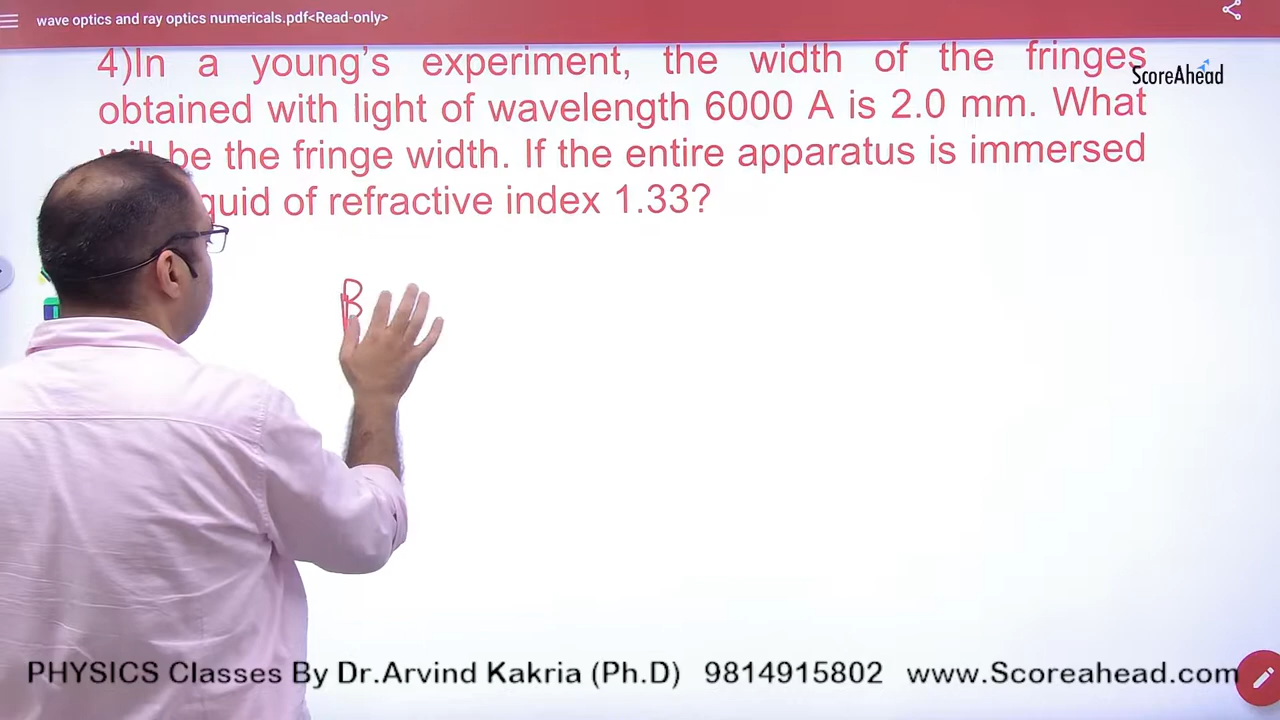 wave optics and ray optics numericals.pdf<Read-only>
4)In a young’s experiment, the width of the fringes
ScoreAhead
obtained with light of wavelength 6000 A is 2.0 mm. What
be the fringe width. If the entire apparatus is immersed
of refractive index 1.33?
B
PHYSICS Classes By Dr.Arvind Kakria (Ph.D) 9814915802 www.Scoreahead.com